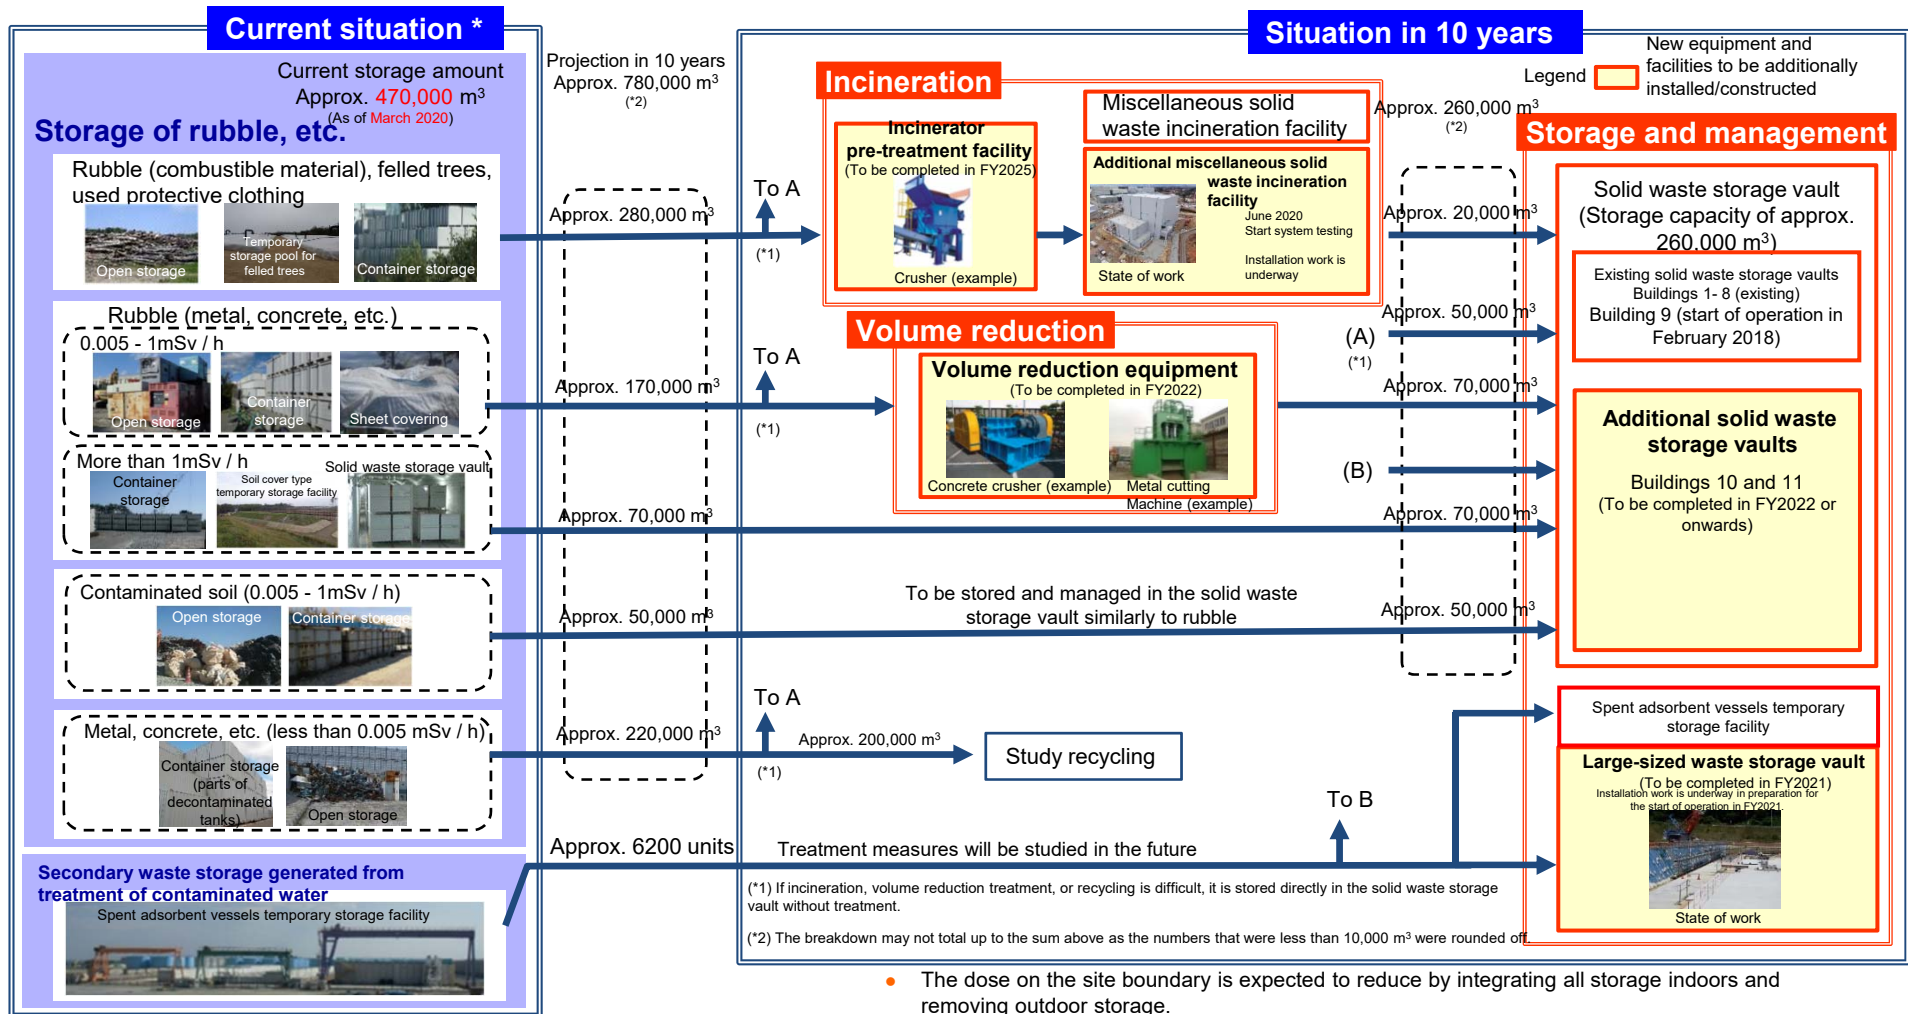 Current situation *
Current storage amount
Approx. 470,000 m³
(As of March 2020)
Storage of rubble, etc.
Rubble (combustible material), felled trees,
used protective clothing
Open storage
Temporary
storage pool for
felled trees
Container storage
Rubble (metal, concrete, etc.)
0.005 - 1mSv / h
Open storage
Container
storage
Sheet covering
More than 1mSv / h
Container
storage
Soil cover type
temporary storage facility
Solid waste storage vault
Contaminated soil (0.005 - 1mSv / h)
Open storage
Container storage
Metal, concrete, etc. (less than 0.005 mSv / h)
Container storage
(parts of
decontaminated
tanks)
Open storage
Secondary waste storage generated from
treatment of contaminated water
Spent adsorbent vessels temporary storage facility
Projection in 10 years
Approx. 780,000 m³
(*2)
Approx. 280,000 m³
Approx. 170,000 m³
Approx. 70,000 m³
Approx. 50,000 m³
Approx. 220,000 m³
Approx. 6200 units
Situation in 10 years
Legend
New equipment and
facilities to be additionally
installed/constructed
To A
(*1)
Incineration
Incinerator
pre-treatment facility
(To be completed in FY2025)
Crusher (example)
Miscellaneous solid
waste incineration facility
Additional miscellaneous solid
waste incineration
facility
June 2020
Start system testing
Installation work is
underway
State of work
To A
(*1)
Volume reduction
Volume reduction equipment
(To be completed in FY2022)
Concrete crusher (example)
Metal cutting
Machine (example)
To be stored and managed in the solid waste
storage vault similarly to rubble
To A
(*1)
Approx. 200,000 m³
Study recycling
Treatment measures will be studied in the future
To B
Approx. 260,000 m³
(*2)
Approx. 20,000 m³
Approx. 50,000 m³
(A)
(*1)
Approx. 70,000 m³
(B)
Approx. 70,000 m³
Approx. 50,000 m³
Storage and management
Solid waste storage vault
(Storage capacity of approx.
260.000 m³)
Existing solid waste storage vaults
Buildings 1- 8 (existing)
Building 9 (start of operation in
February 2018)
Additional solid waste
storage vaults
Buildings 10 and 11
(To be completed in FY2022 or
onwards)
Spent adsorbent vessels temporary
storage facility
Large-sized waste storage vault
(To be completed in FY2021)
Installation work is underway in preparation for
the start of operation in FY2021.
State of work
(*1) If incineration, volume reduction treatment, or recycling is difficult, it is stored directly in the solid waste storage
vault without treatment.
(*2) The breakdown may not total up to the sum above as the numbers that were less than 10,000 m³ were rounded off.
● The dose on the site boundary is expected to reduce by integrating all storage indoors and
removing outdoor storage.